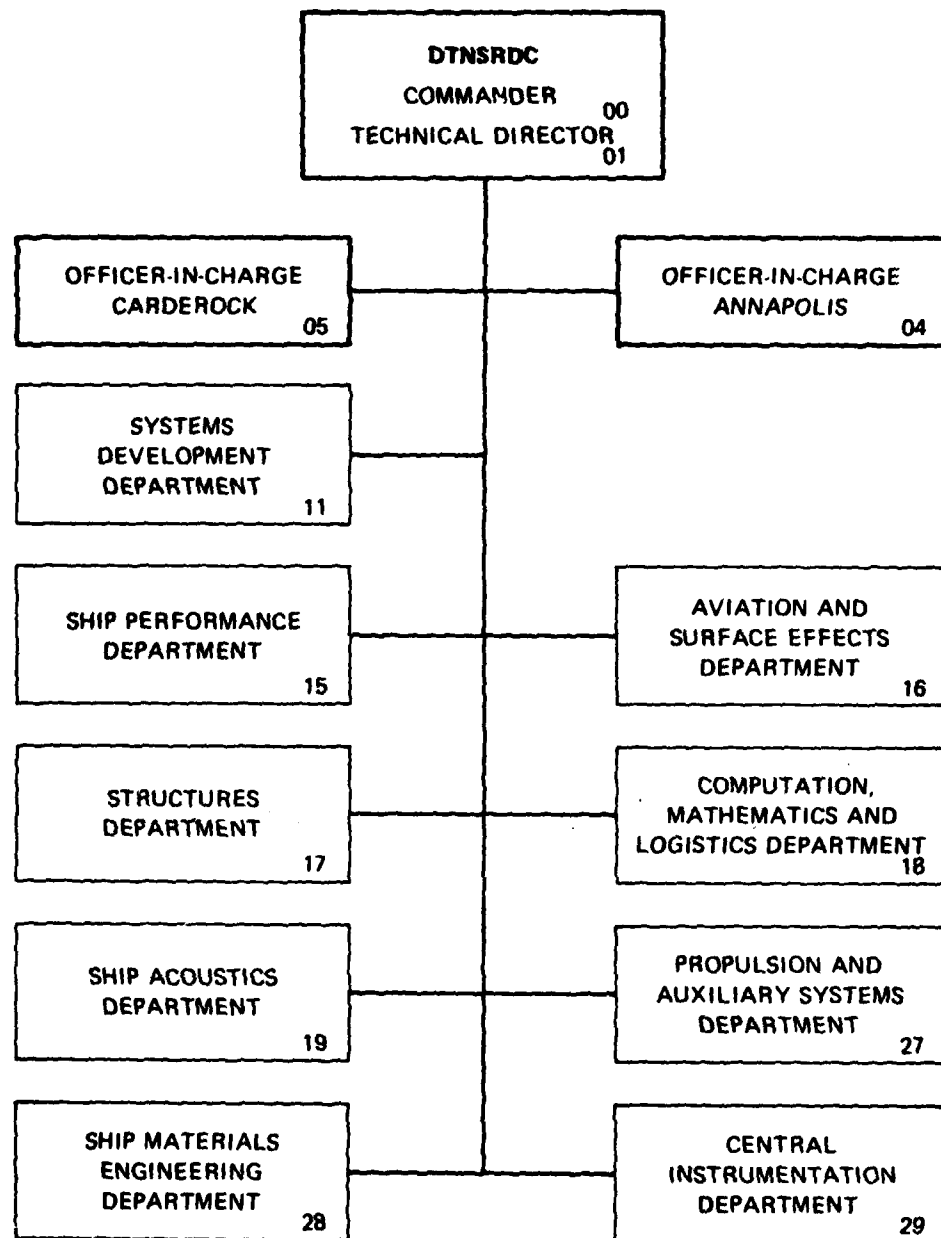 DTNSRDC
COMMANDER
00
TECHNICAL DIRECTOR
01
OFFICER-IN-CHARGE
CARDEROCK
05
OFFICER-IN-CHARGE
ANNAPOLIS
04
SYSTEMS
DEVELOPMENT
DEPARTMENT
11
SHIP PERFORMANCE
DEPARTMENT
15
AVIATION AND
SURFACE EFFECTS
DEPARTMENT
16
STRUCTURES
DEPARTMENT
17
COMPUTATION,
MATHEMATICS AND
LOGISTICS DEPARTMENT
18
SHIP ACOUSTICS
DEPARTMENT
19
PROPULSION AND
AUXILIARY SYSTEMS
DEPARTMENT
27
SHIP MATERIALS
ENGINEERING
DEPARTMENT
28
CENTRAL
INSTRUMENTATION
DEPARTMENT
29